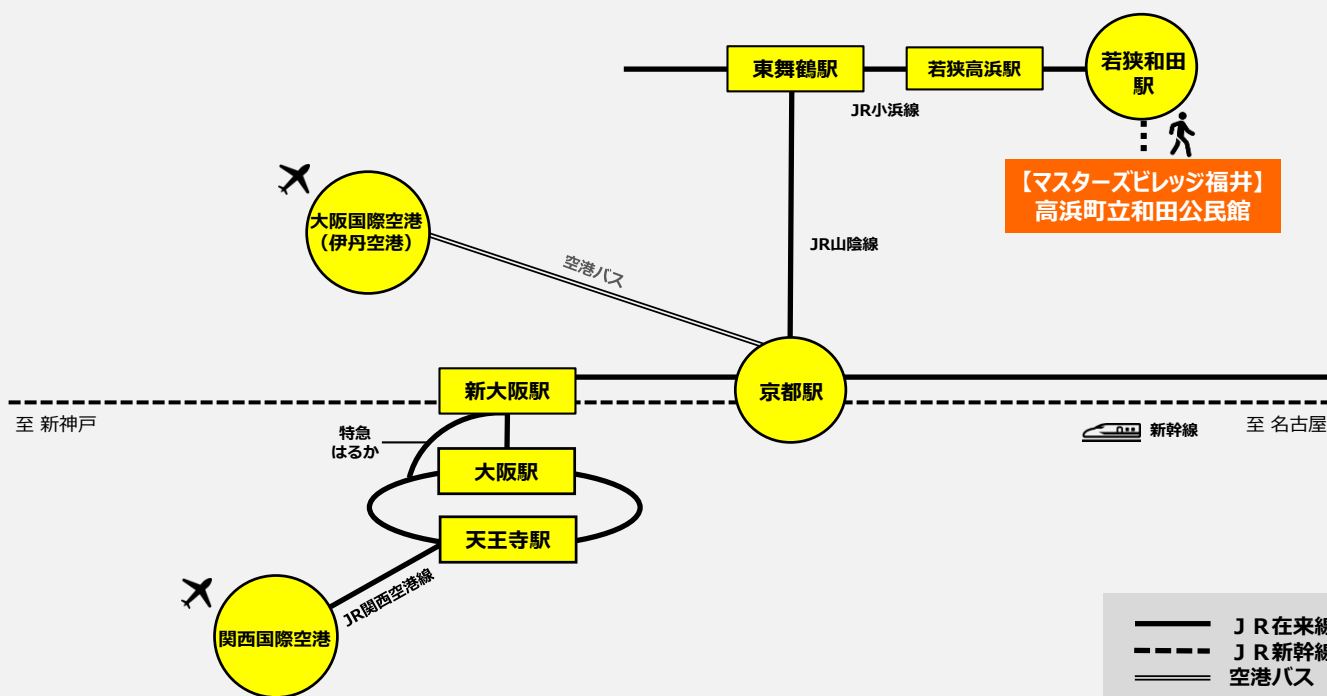 東舞鶴駅
若狭高浜駅
若狭和田
駅
JR小浜線
【マスターズビレッジ福井】
高浜町立和田公民館
大阪国際空港
（伊丹空港）
空港バス
JR山陰線
新大阪駅
京都駅
至 新神戸
特急
はるか
新幹線
至 名古屋
大阪駅
天王寺駅
JR関西空港線
関西国際空港
ＪＲ在来線
ＪＲ新幹線
空港バス